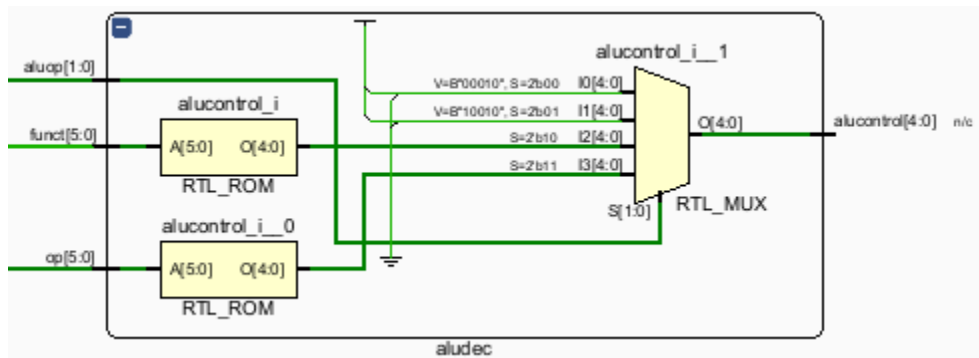 alucontrol_i__1
aluop[1:0]
V=B"00010", S=2'b00 I0[4:0]
alucontrol_i
V=B"10010", S=2'b01 I1[4:0]
O[4:0]
alucontrol[4:0] n/c
funct[5:0]
A[5:0] O[4:0]
S=2'b10 I2[4:0]
S=2'b11 I3[4:0]
RTL_ROM
S[1:0]
RTL_MUX
alucontrol_i__0
op[5:0]
A[5:0] O[4:0]
RTL_ROM
aludec